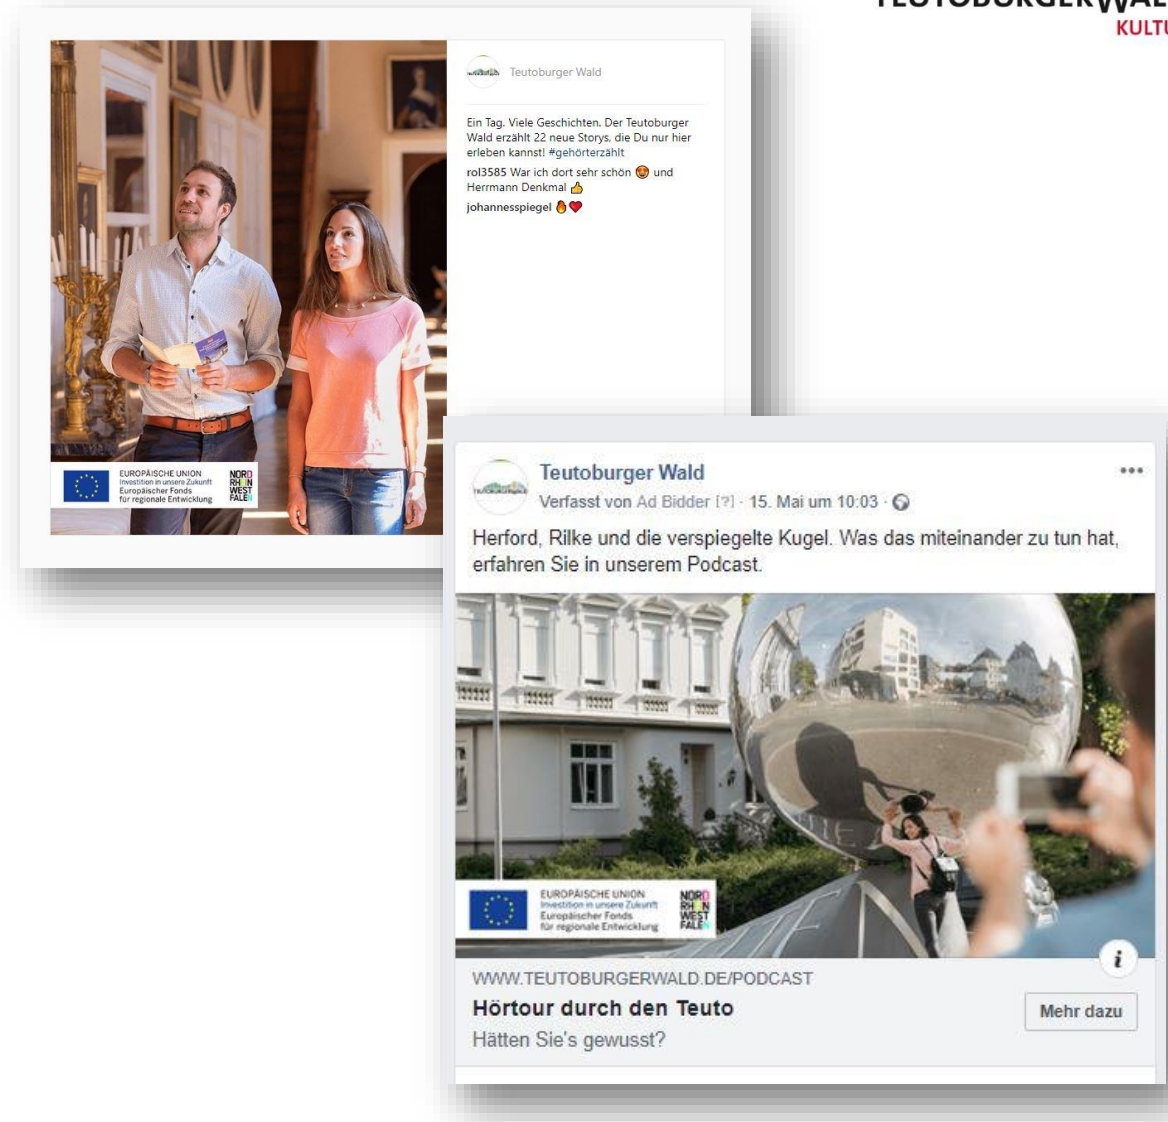 KULTU
Teutoburger Wald
Ein Tag. Viele Geschichten. Der Teutoburger
Wald erzählt 22 neue Storys, die Du nur hier
erleben kannst! #gehörterzählt
rol3585 War ich dort sehr schön 😍 und
Herrmann Denkmal 👍
johannesspiegel 🔥❤️
EUROPÄISCHE UNION
Investition in unsere Zukunft
Europäischer Fonds
für regionale Entwicklung
NORD
RHEIN
WEST
FALEN
Teutoburger Wald
Verfasst von Ad Bidder [?] · 15. Mai um 10:03 ·
Herford, Rilke und die verspiegelte Kugel. Was das miteinander zu tun hat,
erfahren Sie in unserem Podcast.
EUROPÄISCHE UNION
Investition in unsere Zukunft
Europäischer Fonds
für regionale Entwicklung
NORD
RHEIN
WEST
FALEN
i
WWW.TEUTOBURGERWALD.DE/PODCAST
Hörtour durch den Teuto
Mehr dazu
Hätten Sie's gewusst?